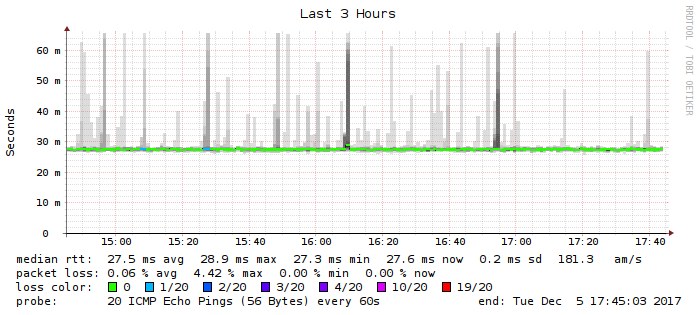 Last 3 Hours
RRDTOOL / TOBI OETIKER
Seconds
60 m
50 m
40 m
30 m
20 m
10 m
0
15:00 15:20 15:40 16:00 16:20 16:40 17:00 17:20 17:40
median rtt: 27.5 ms avg 28.9 ms max 27.3 ms min 27.6 ms now 0.2 ms sd 181.3 am/s
packet loss: 0.06 % avg 4.42 % max 0.00 % min 0.00 % now
loss color: 0 1/20 2/20 3/20 4/20 10/20 19/20
probe: 20 ICMP Echo Pings (56 Bytes) every 60s end: Tue Dec 5 17:45:03 2017